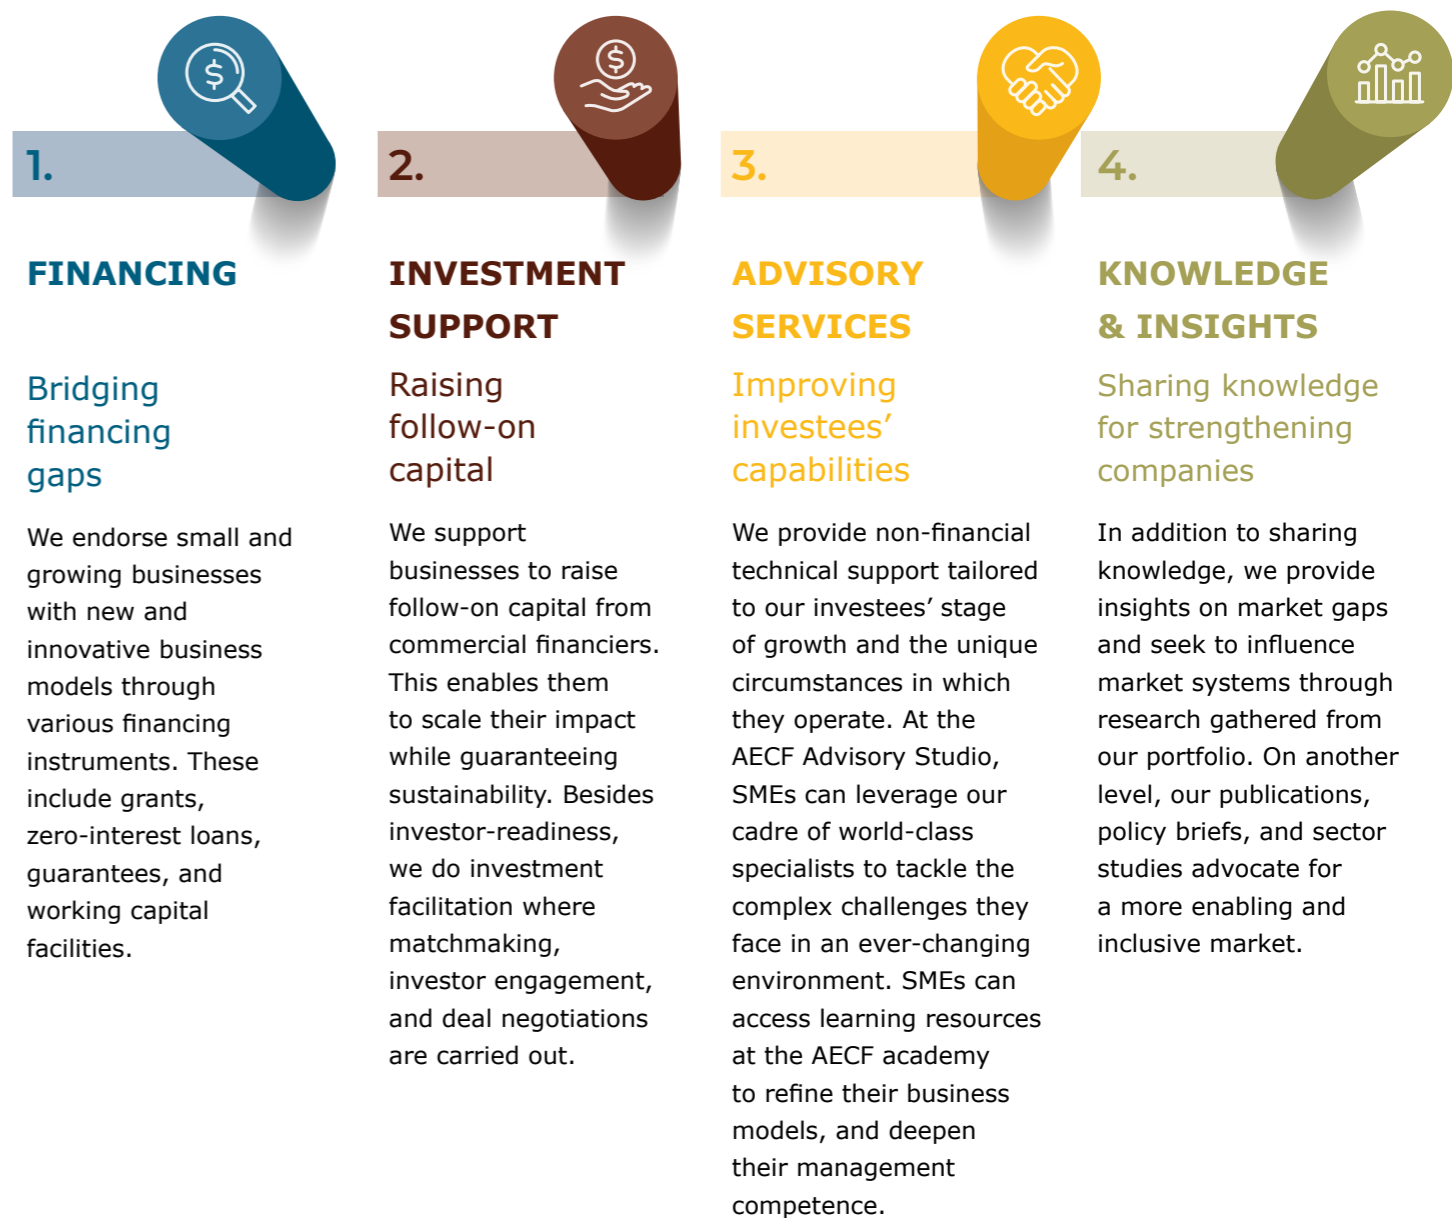 1.
FINANCING
Bridging
financing
gaps
We endorse small and
growing businesses
with new and
innovative business
models through
various financing
instruments. These
include grants,
zero-interest loans,
guarantees, and
working capital
facilities.
2.
INVESTMENT
SUPPORT
Raising
follow-on
capital
We support
businesses to raise
follow-on capital from
commercial financiers.
This enables them
to scale their impact
while guaranteeing
sustainability. Besides
investor-readiness,
we do investment
facilitation where
matchmaking,
investor engagement,
and deal negotiations
are carried out.
3.
ADVISORY
SERVICES
Improving
investees’
capabilities
We provide non-financial
technical support tailored
to our investees’ stage
of growth and the unique
circumstances in which
they operate. At the
AECF Advisory Studio,
SMEs can leverage our
cadre of world-class
specialists to tackle the
complex challenges they
face in an ever-changing
environment. SMEs can
access learning resources
at the AECF academy
to refine their business
models, and deepen
their management
competence.
4.
KNOWLEDGE
& INSIGHTS
Sharing knowledge
for strengthening
companies
In addition to sharing
knowledge, we provide
insights on market gaps
and seek to influence
market systems through
research gathered from
our portfolio. On another
level, our publications,
policy briefs, and sector
studies advocate for
a more enabling and
inclusive market.